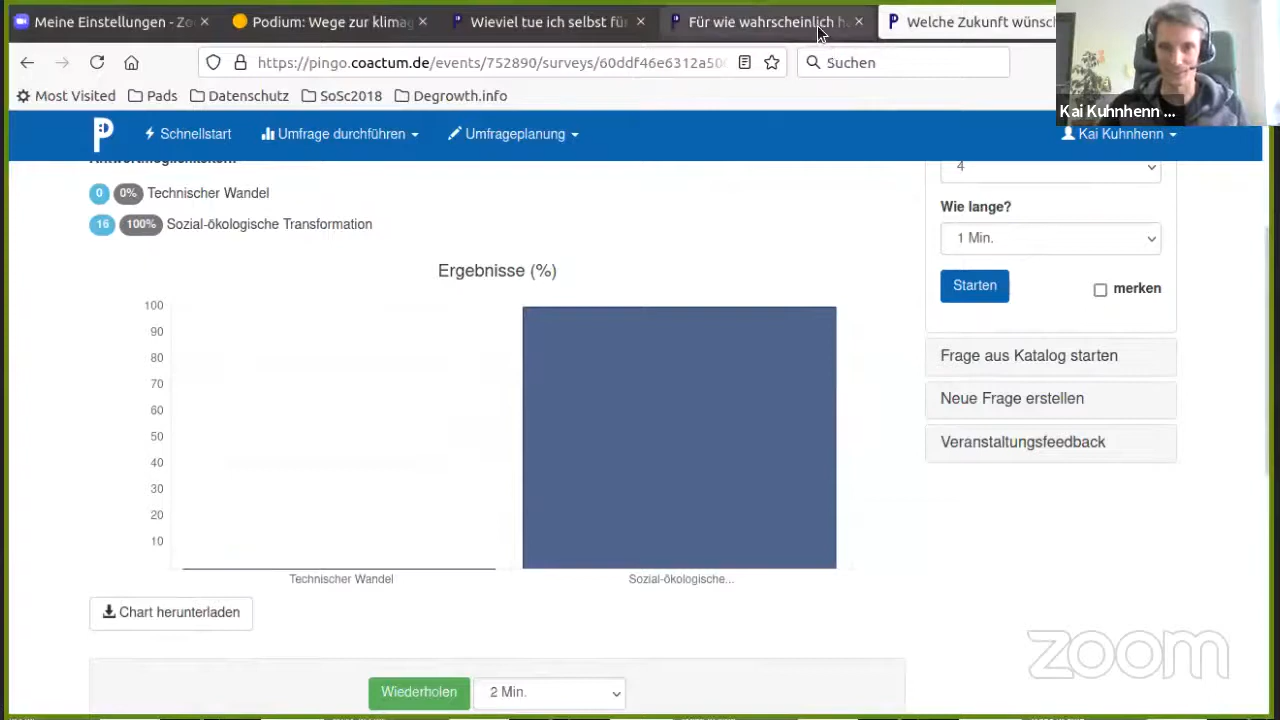 Meine Einstellungen - Zo
Podium: Wege zur klimag
Wieviel tue ich selbst für
Für wie wahrscheinlich ha
Welche Zukunft wünsc
https://pingo.coactum.de/events/752890/surveys/60ddf46e6312a50
Suchen
Most Visited
Pads
Datenschutz
SoSc2018
Degrowth.info
Kai Kuhnhenn ...
Schnellstart
Umfrage durchführen
Umfrageplanung
Kai Kuhnhenn
4
0 0% Technischer Wandel
16 100% Sozial-ökologische Transformation
Wie lange?
1 Min.
Starten
merken
Frage aus Katalog starten
Neue Frage erstellen
Veranstaltungsfeedback
Ergebnisse (%)
100
90
80
70
60
50
40
30
20
10
Technischer Wandel
Sozial-ökologische...
Chart herunterladen
Wiederholen
2 Min.
zoom